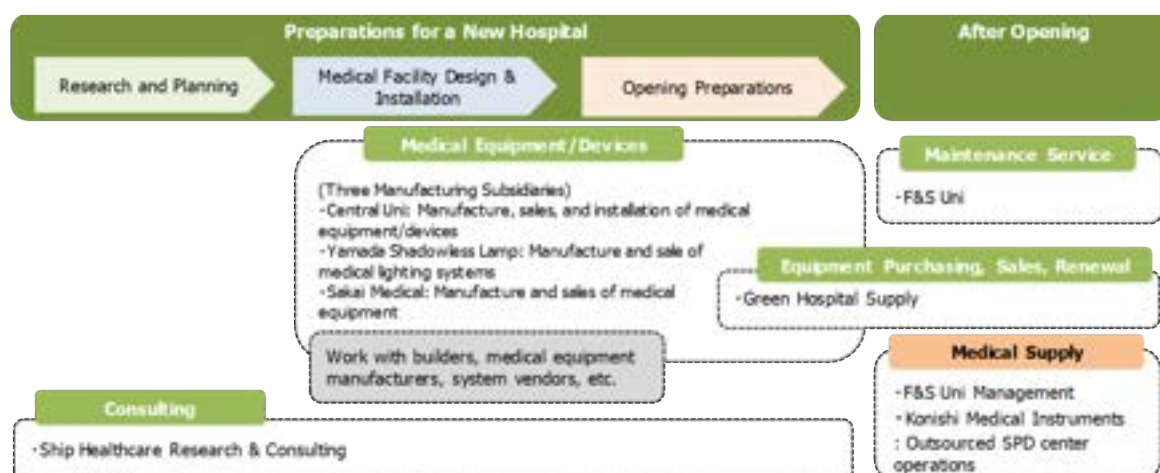 Preparations for a New Hospital
After Opening
Research and Planning
Medical Facility Design &
Installation
Opening Preparations
Medical Equipment/Devices
(Three Manufacturing Subsidiaries)
-Central Uni: Manufacture, sales, and installation of medical
equipment/devices
-Yamada Shadowless Lamp: Manufacture and sale of
medical lighting systems
-Sakai Medical: Manufacture and sales of medical
equipment
Work with builders, medical equipment
manufacturers, system vendors, etc.
Maintenance Service
-F&S Uni
Equipment Purchasing, Sales, Renewal
-Green Hospital Supply
Medical Supply
-F&S Uni Management
-Konishi Medical Instruments
: Outsourced SPD center
operations
Consulting
-Ship Healthcare Research & Consulting